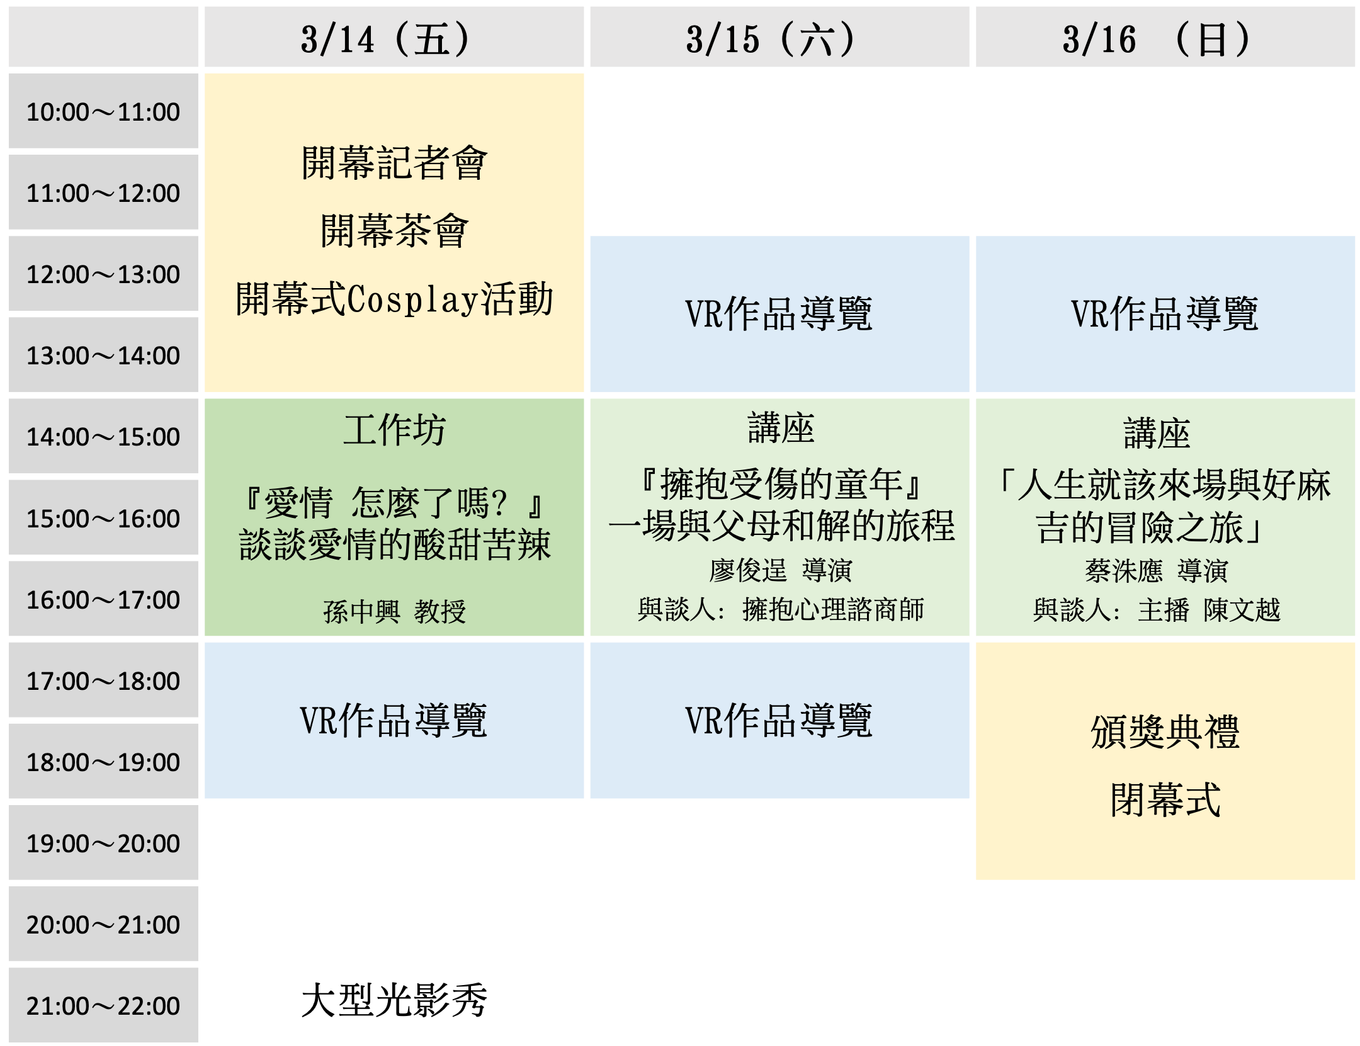 3/14（五）
3/15（六）
3/16 （日）
10:00～11:00
11:00～12:00
12:00～13:00
13:00～14:00
14:00～15:00
15:00～16:00
16:00～17:00
17:00～18:00
18:00～19:00
19:00～20:00
20:00～21:00
21:00～22:00
開幕記者會
開幕茶會
開幕式Cosplay活動
工作坊
『愛情 怎麼了嗎？』
談談愛情的酸甜苦辣
孫中興 教授
VR作品導覽
大型光影秀
VR作品導覽
講座
『擁抱受傷的童年』
一場與父母和解的旅程
廖俊逞 導演
與談人：擁抱心理諮商師
VR作品導覽
VR作品導覽
講座
「人生就該來場與好麻
吉的冒險之旅」
蔡洙應 導演
與談人：主播 陳文越
頒獎典禮
閉幕式